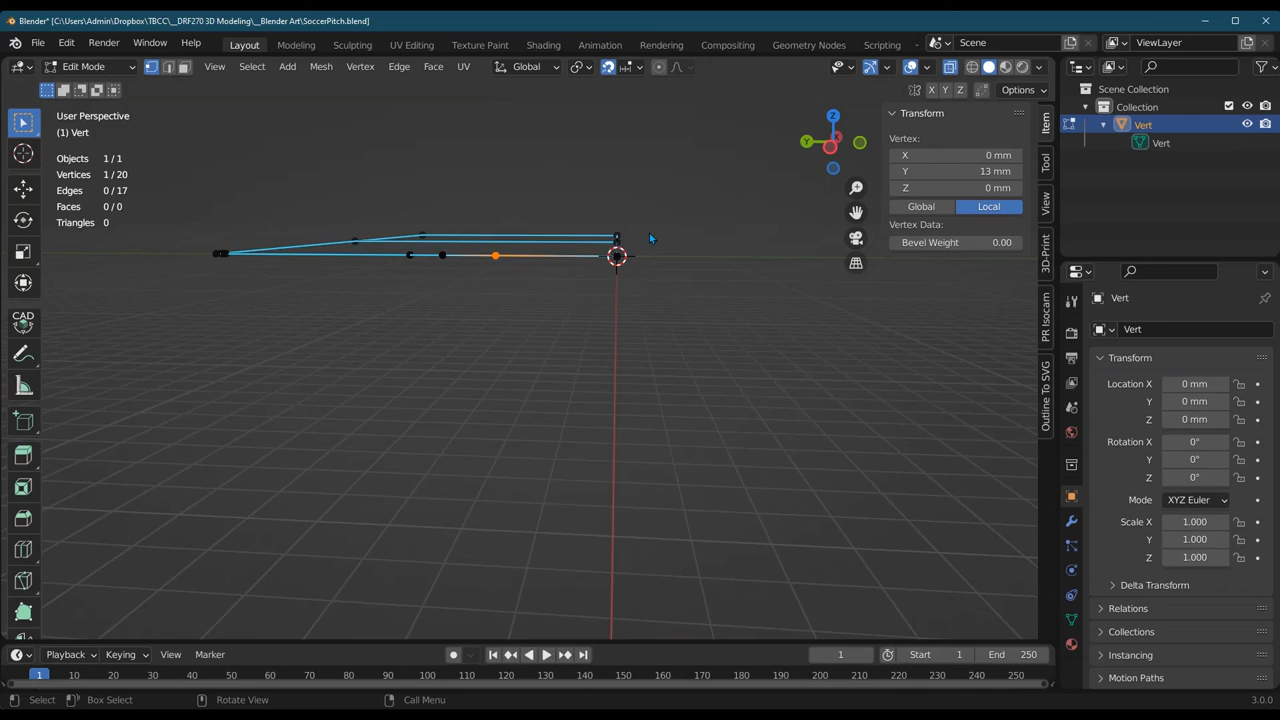 Blender* [C:\Users\Admin\Dropbox\TBCC\__DRF270 3D Modeling\__Blender Art\SoccerPitch.blend]
File Edit Render Window Help Layout Modeling Sculpting UV Editing Texture Paint Shading Animation Rendering Compositing Geometry Nodes Scripting Scene ViewLayer
Edit Mode View Select Add Mesh Vertex Edge Face UV Global
X Y Z Options
Scene Collection
Collection
Vert
Vert
User Perspective
(1) Vert
Objects 1 / 1
Vertices 1 / 20
Edges 0 / 17
Faces 0 / 0
Triangles 0
CAD
Z
Y
X
Transform
Vertex:
X 0 mm
Y 13 mm
Z 0 mm
Global Local
Vertex Data:
Bevel Weight 0.00
Item
Tool
View
3D-Print
PR Isocam
Outline To SVG
Vert
Vert
Transform
Location X 0 mm
Y 0 mm
Z 0 mm
Rotation X 0°
Y 0°
Z 0°
Mode XYZ Euler
Scale X 1.000
Y 1.000
Z 1.000
Delta Transform
Relations
Collections
Instancing
Motion Paths
Playback Keying View Marker 1 Start 1 End 250
1 10 20 30 40 50 60 70 80 90 100 110 120 130 140 150 160 170 180 190 200 210 220 230 240 250
Select Box Select Rotate View Call Menu 3.0.0